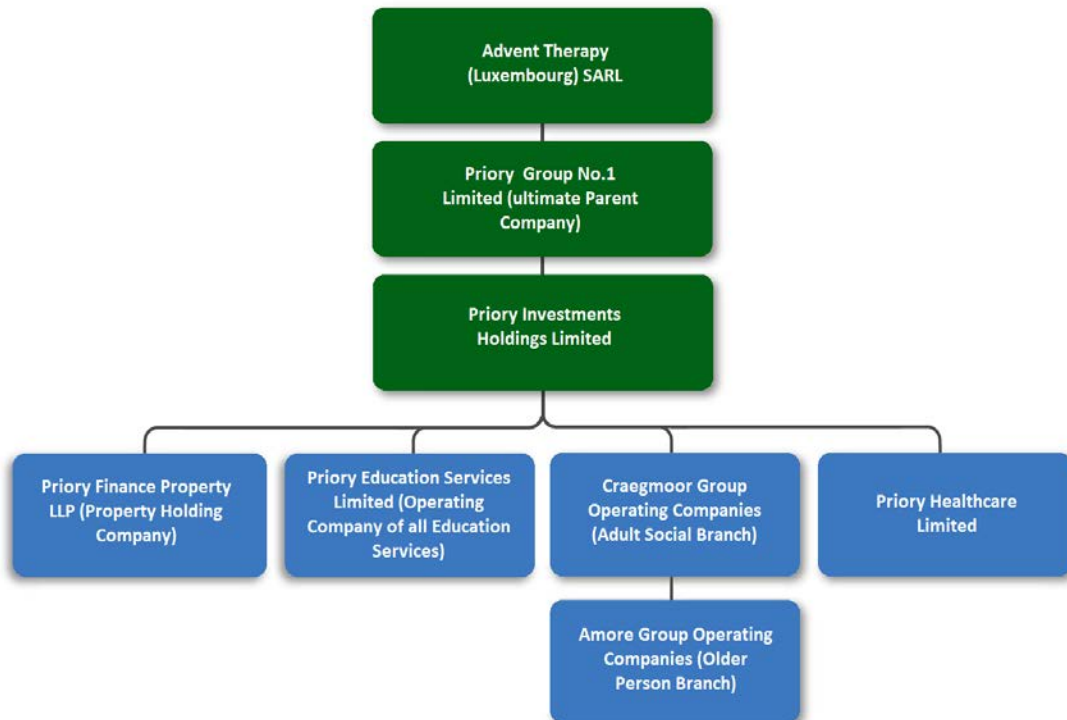 Advent Therapy
(Luxembourg) SARL
Priory Group No.1
Limited (ultimate Parent
Company)
Priory Investments
Holdings Limited
Priory Finance Property
LLP (Property Holding
Company)
Priory Education Services
Limited (Operating
Company of all Education
Services)
Craegmoor Group
Operating Companies
(Adult Social Branch)
Priory Healthcare
Limited
Amore Group Operating
Companies (Older
Person Branch)